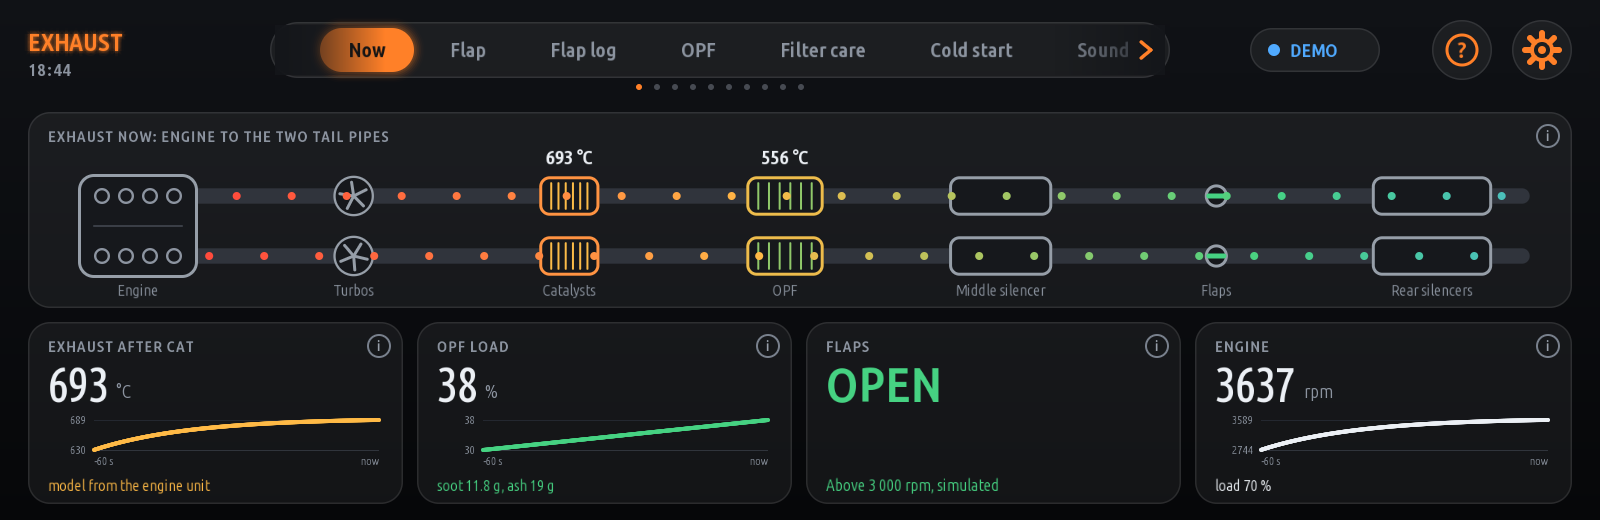 EXHAUST
18:44
Now
Flap
Flap log
OPF
Filter care
Cold start
Sound
DEMO
?
EXHAUST NOW: ENGINE TO THE TWO TAIL PIPES
i
693 °C
556 °C
Engine
Turbos
Catalysts
OPF
Middle silencer
Flaps
Rear silencers
EXHAUST AFTER CAT
i
693 °C
689
630
-60 s
now
model from the engine unit
OPF LOAD
i
38 %
38
30
-60 s
now
soot 11.8 g, ash 19 g
FLAPS
i
OPEN
Above 3 000 rpm, simulated
ENGINE
i
3637 rpm
3589
2744
-60 s
now
load 70 %